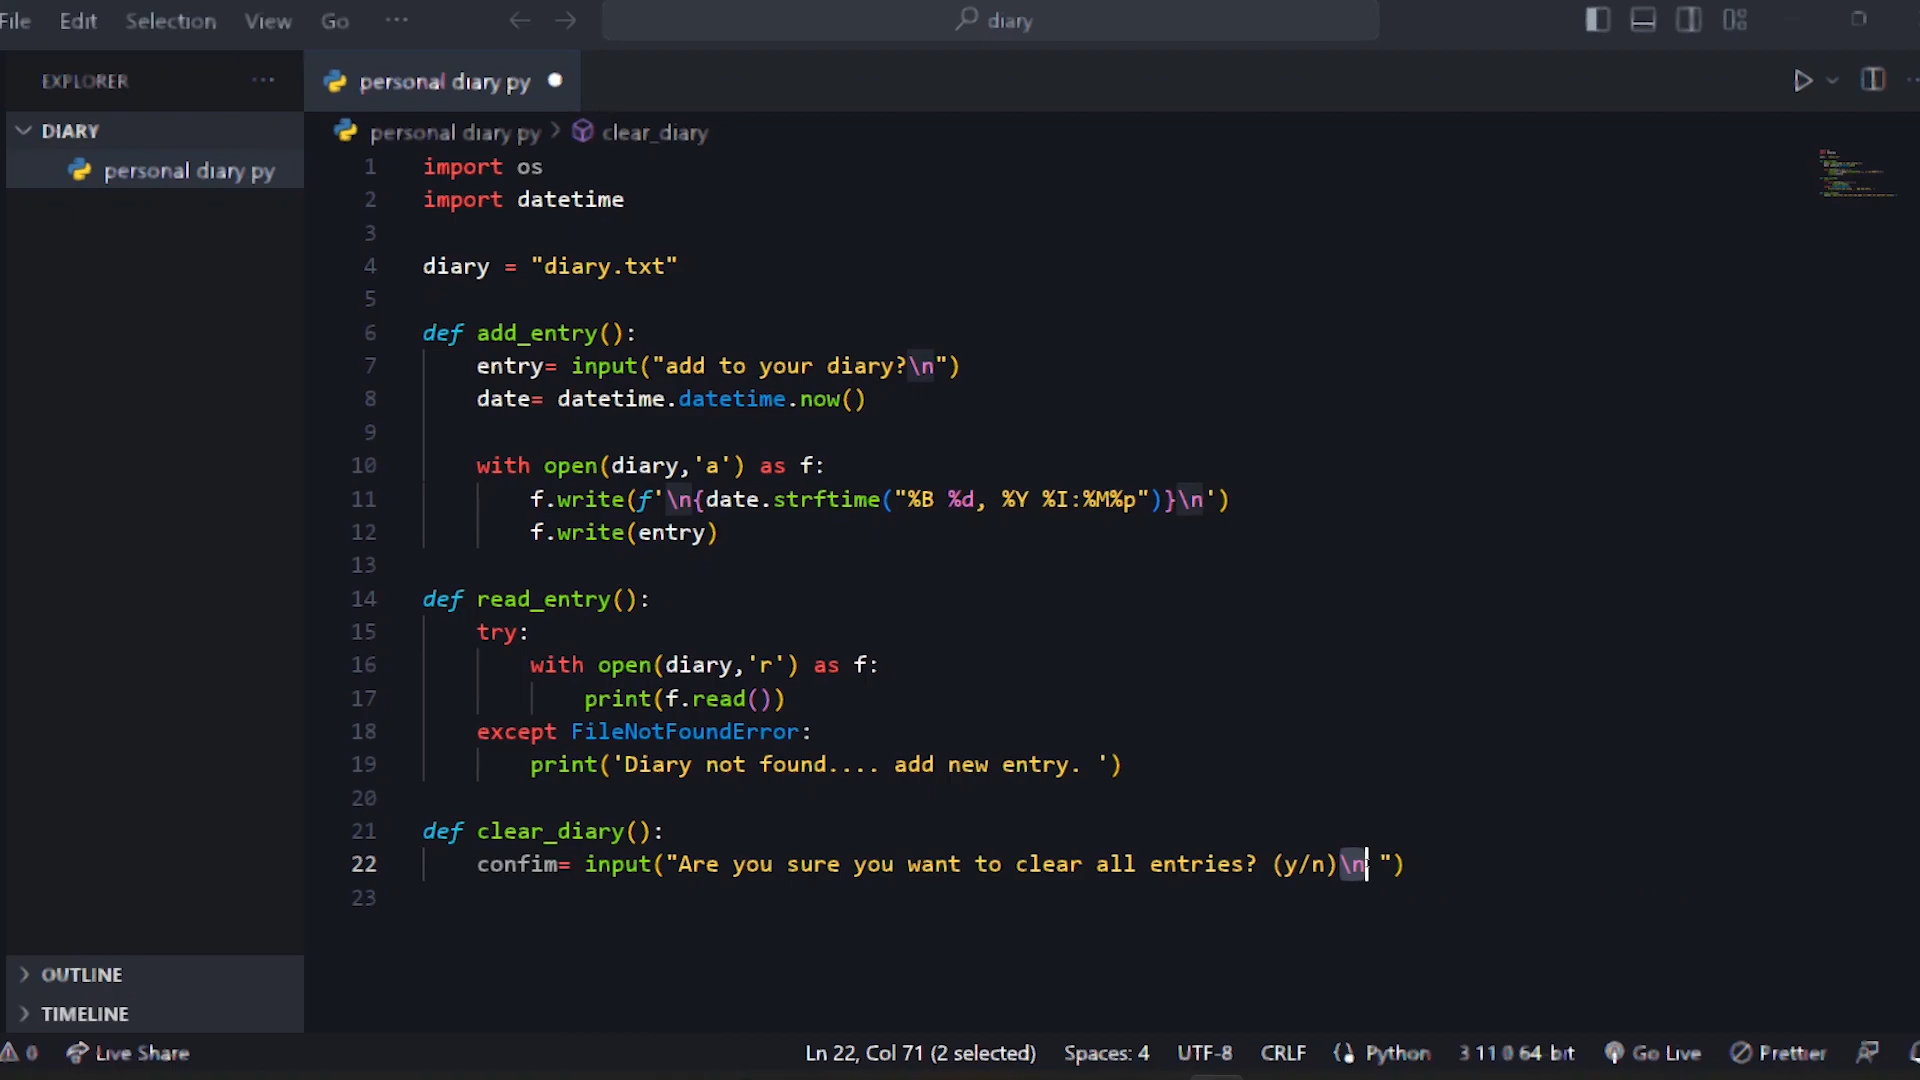 File Edit Selection View Go ··· diary
EXPLORER ··· personal diary py
DIARY
personal diary py
personal diary py > clear_diary
1 import os
2 import datetime
3
4 diary = "diary.txt"
5
6 def add_entry():
7 entry= input("add to your diary?\n")
8 date= datetime.datetime.now()
9
10 with open(diary,'a') as f:
11 f.write(f'\n{date.strftime("%B %d, %Y %I:%M%p")}\n')
12 f.write(entry)
13
14 def read_entry():
15 try:
16 with open(diary,'r') as f:
17 print(f.read())
18 except FileNotFoundError:
19 print('Diary not found.... add new entry. ')
20
21 def clear_diary():
22 confim= input("Are you sure you want to clear all entries? (y/n)\n ")
23
OUTLINE
TIMELINE
0 Live Share Ln 22, Col 71 (2 selected) Spaces: 4 UTF-8 CRLF Python 3 11 0 64 bit Go Live Prettier